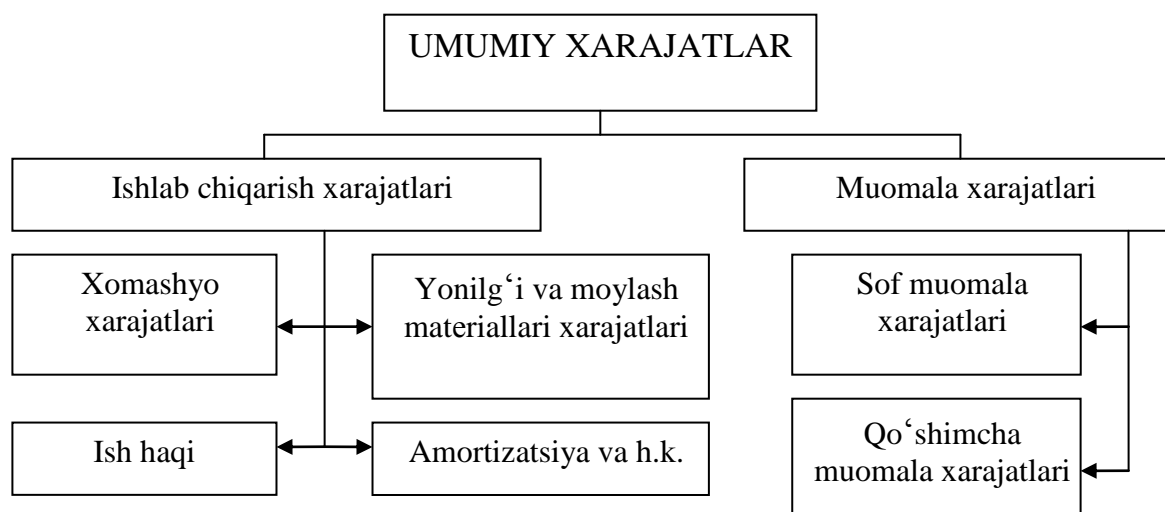 UMUMIY XARAJATLAR
Ishlab chiqarish xarajatlari
Muomala xarajatlari
Xomashyo
xarajatlari
Yonilg‘i va moylash
materiallari xarajatlari
Sof muomala
xarajatlari
Ish haqi
Amortizatsiya va h.k.
Qo‘shimcha
muomala xarajatlari